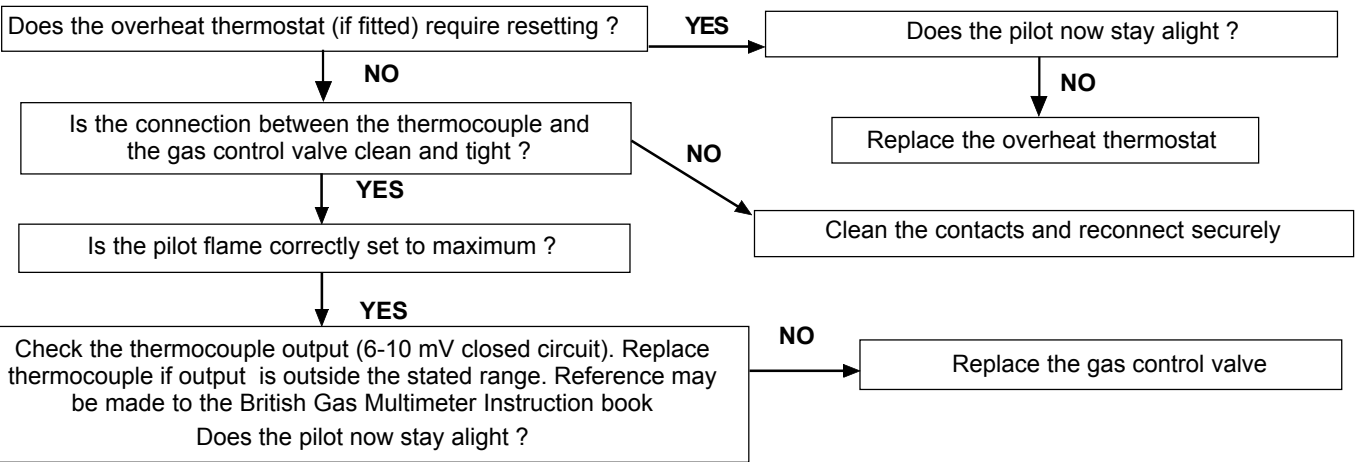 Does the overheat thermostat (if fitted) require resetting ?
YES
Does the pilot now stay alight ?
NO
NO
Is the connection between the thermocouple and
the gas control valve clean and tight ?
Replace the overheat thermostat
NO
YES
Clean the contacts and reconnect securely
Is the pilot flame correctly set to maximum ?
YES
Check the thermocouple output (6-10 mV closed circuit). Replace
thermocouple if output is outside the stated range. Reference may
be made to the British Gas Multimeter Instruction book
Does the pilot now stay alight ?
NO
Replace the gas control valve